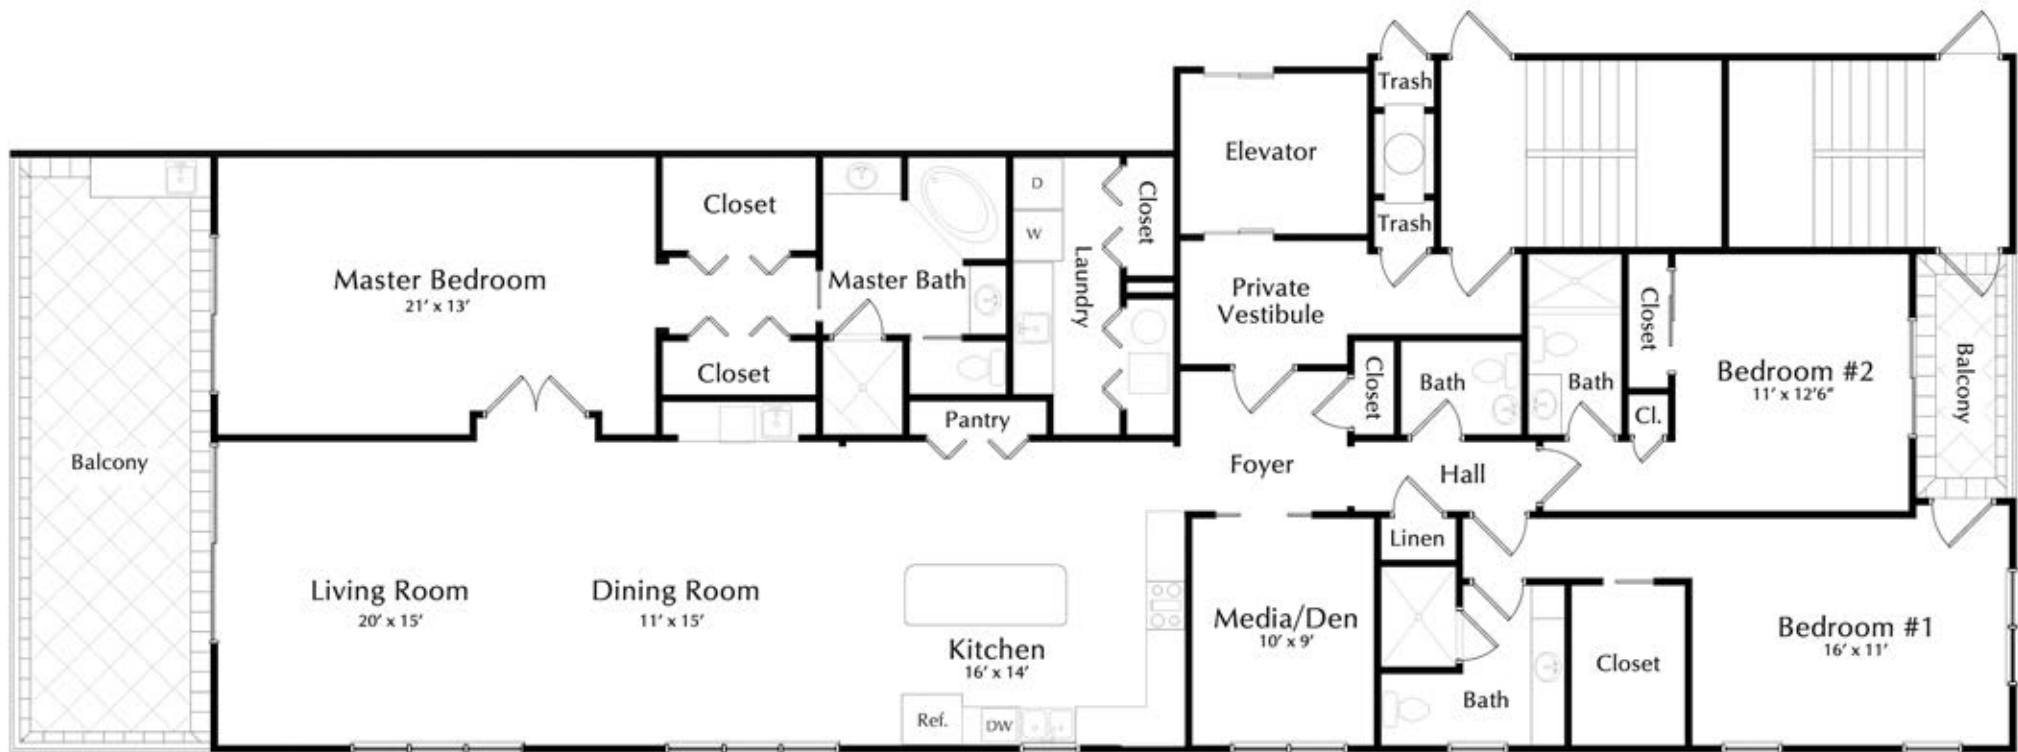 Trash
Elevator
Trash
Private
Vestibule
Closet
Master Bedroom
21' x 13'
Closet
Master Bath
D
W
Laundry
Closet
Pantry
Closet
Bath
Bath
Closet
Cl.
Bedroom #2
11' x 12'6"
Balcony
Balcony
Foyer
Hall
Linen
Living Room
20' x 15'
Dining Room
11' x 15'
Kitchen
16' x 14'
Ref.
DW
Media/Den
10' x 9'
Bath
Closet
Bedroom #1
16' x 11'